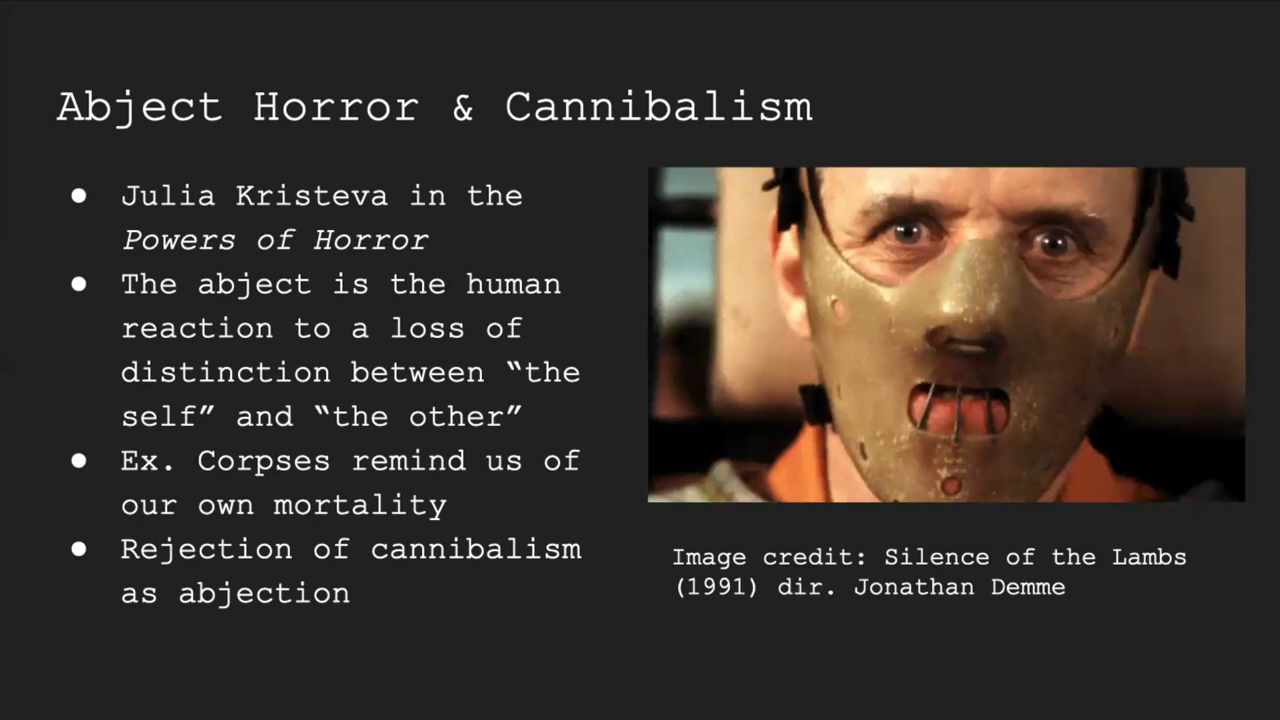 Abject Horror & Cannibalism
● Julia Kristeva in the
Powers of Horror
● The abject is the human
reaction to a loss of
distinction between “the
self” and “the other”
● Ex. Corpses remind us of
our own mortality
● Rejection of cannibalism
as abjection
Image credit: Silence of the Lambs
(1991) dir. Jonathan Demme